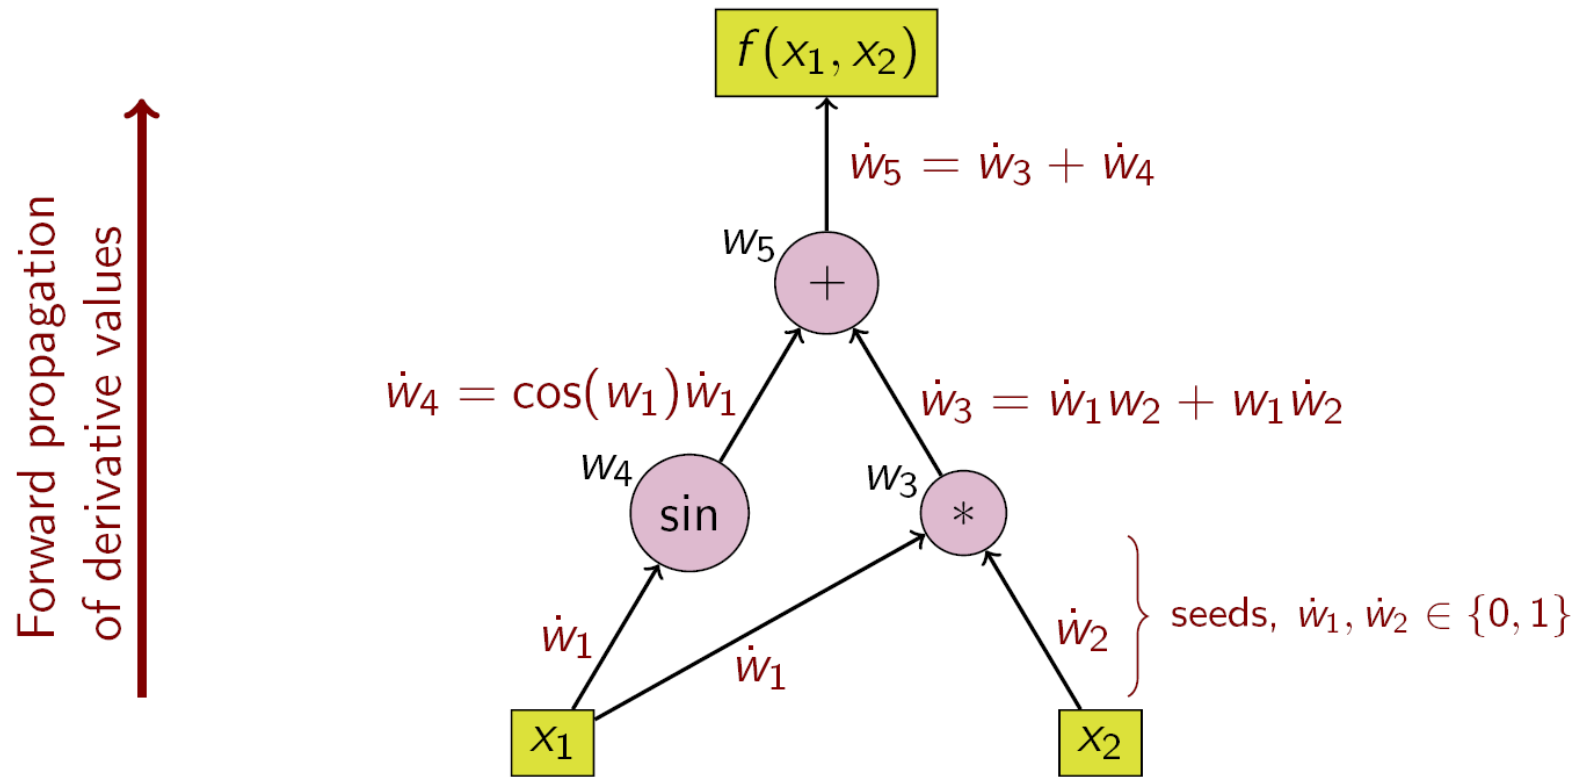 f(x₁, x₂)
ẇ₅ = ẇ₃ + ẇ₄
w₅
+
ẇ₄ = cos(w₁)ẇ₁
ẇ₃ = ẇ₁w₂ + w₁ẇ₂
w₄
sin
w₃
*
ẇ₁
ẇ₁
ẇ₂
seeds, ẇ₁, ẇ₂ ∈ {0, 1}
x₁
x₂
Forward propagation
of derivative values